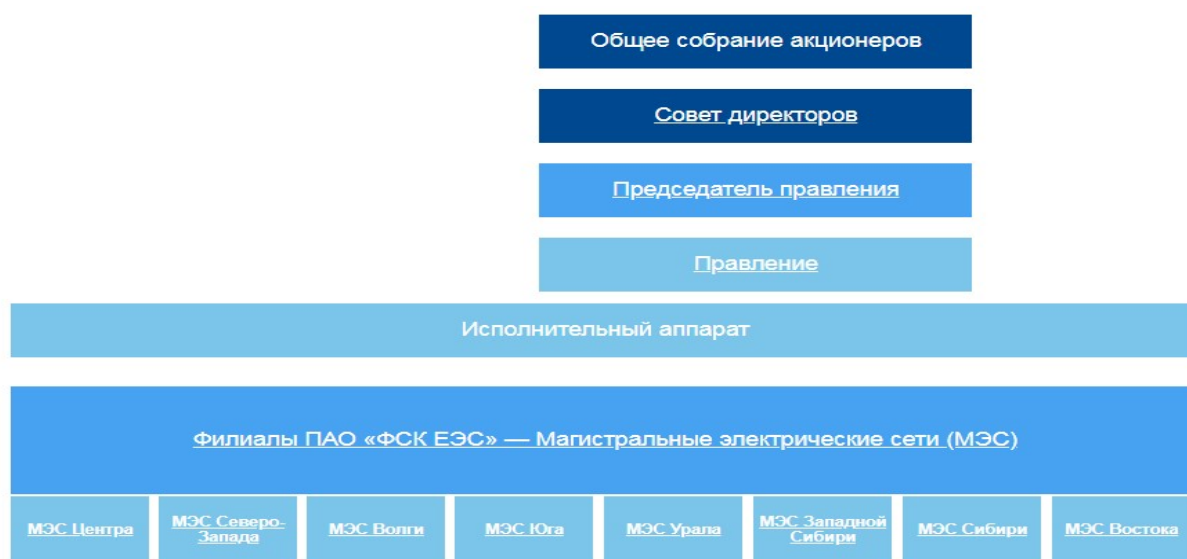 Общее собрание акционеров
Совет директоров
Председатель правления
Правление
Исполнительный аппарат
Филиалы ПАО «ФСК ЕЭС» — Магистральные электрические сети (МЭС)
МЭС Центра
МЭС Северо-
Запада
МЭС Волги
МЭС Юга
МЭС Урала
МЭС Западной
Сибири
МЭС Сибири
МЭС Востока